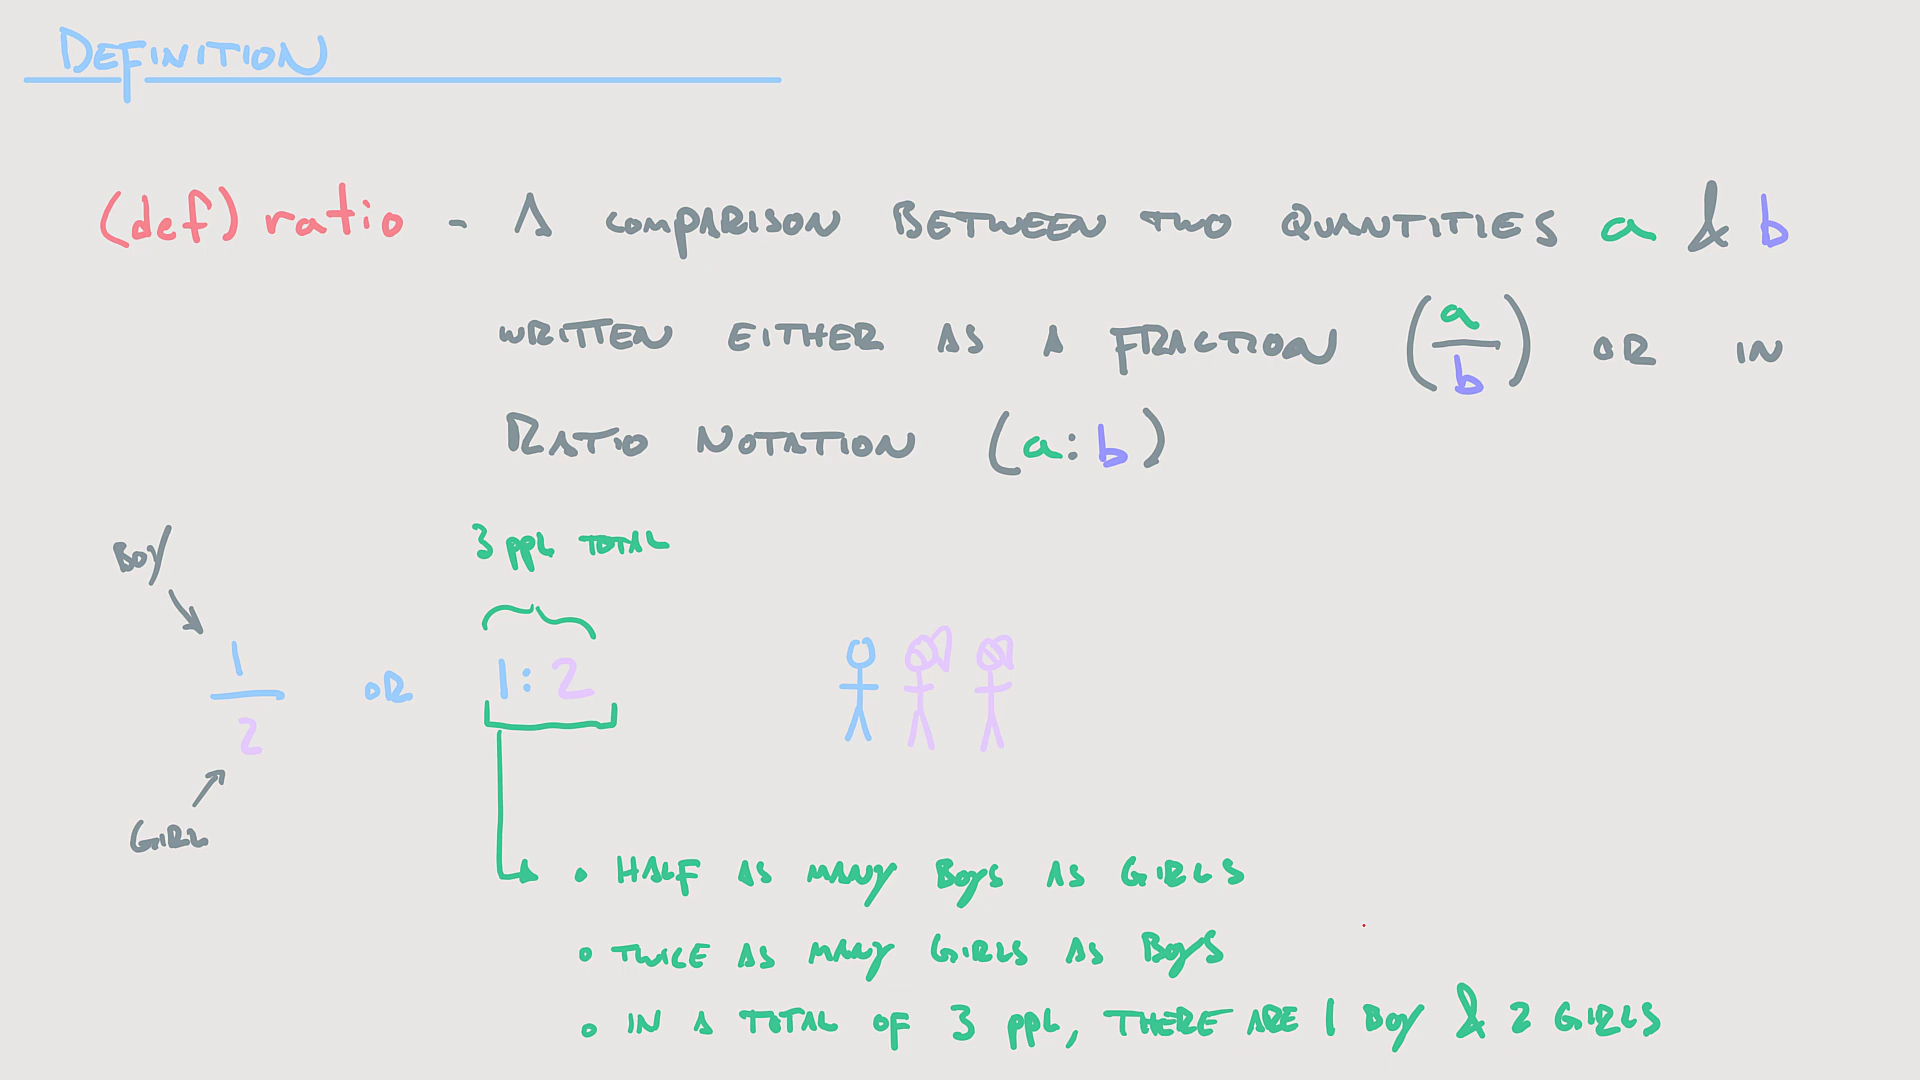 DEFINITION
(def) ratio - A COMPARISON BETWEEN TWO QUANTITIES a & b
WRITTEN EITHER AS A FRACTION (a/b) OR IN
RATIO NOTATION (a:b)
BOY
3 PPL TOTAL
1/2 OR 1:2
GIRL
• HALF AS MANY BOYS AS GIRLS
• TWICE AS MANY GIRLS AS BOYS
• IN A TOTAL OF 3 PPL, THERE ARE 1 BOY & 2 GIRLS